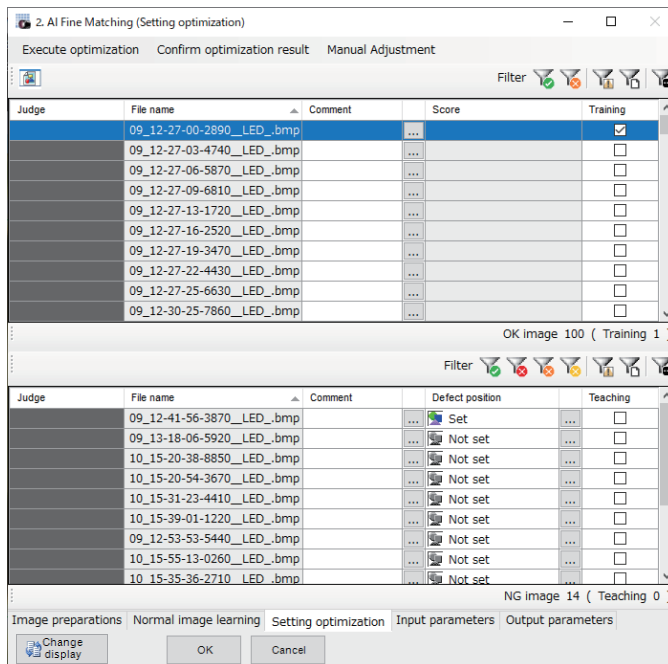 2. AI Fine Matching (Setting optimization)
Execute optimization Confirm optimization result Manual Adjustment
Filter
Judge File name Comment Score Training
09_12-27-00-2890__LED_.bmp ...
09_12-27-03-4740__LED_.bmp ...
09_12-27-06-5870__LED_.bmp ...
09_12-27-09-6810__LED_.bmp ...
09_12-27-13-1720__LED_.bmp ...
09_12-27-16-2520__LED_.bmp ...
09_12-27-19-3470__LED_.bmp ...
09_12-27-22-4430__LED_.bmp ...
09_12-27-25-6630__LED_.bmp ...
09_12-30-25-7860__LED_.bmp ...
OK image 100 ( Training 1 )
Filter
Judge File name Comment Defect position Teaching
09_12-41-56-3870__LED_.bmp ... Set ...
09_13-18-06-5920__LED_.bmp ... Not set ...
10_15-20-38-8850__LED_.bmp ... Not set ...
10_15-20-54-3670__LED_.bmp ... Not set ...
10_15-31-23-4410__LED_.bmp ... Not set ...
10_15-39-01-1220__LED_.bmp ... Not set ...
09_12-53-53-5440__LED_.bmp ... Not set ...
10_15-55-13-0260__LED_.bmp ... Not set ...
10_15-35-36-2710__LED_.bmp ... Not set ...
NG image 14 ( Teaching 0 )
Image preparations Normal image learning Setting optimization Input parameters Output parameters
Change
display OK Cancel